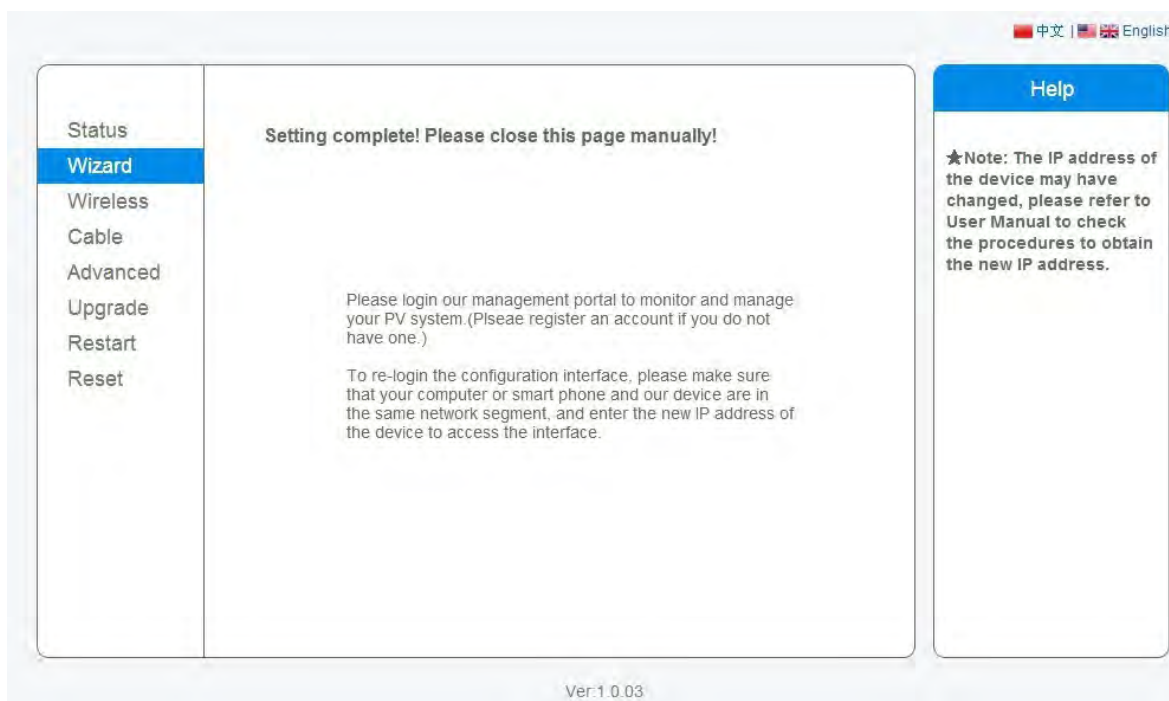 中文 | English
Status
Wizard
Wireless
Cable
Advanced
Upgrade
Restart
Reset
Setting complete! Please close this page manually!
Please login our management portal to monitor and manage
your PV system.(Plseae register an account if you do not
have one.)
To re-login the configuration interface, please make sure
that your computer or smart phone and our device are in
the same network segment, and enter the new IP address of
the device to access the interface.
Help
★Note: The IP address of
the device may have
changed, please refer to
User Manual to check
the procedures to obtain
the new IP address.
Ver:1.0.03